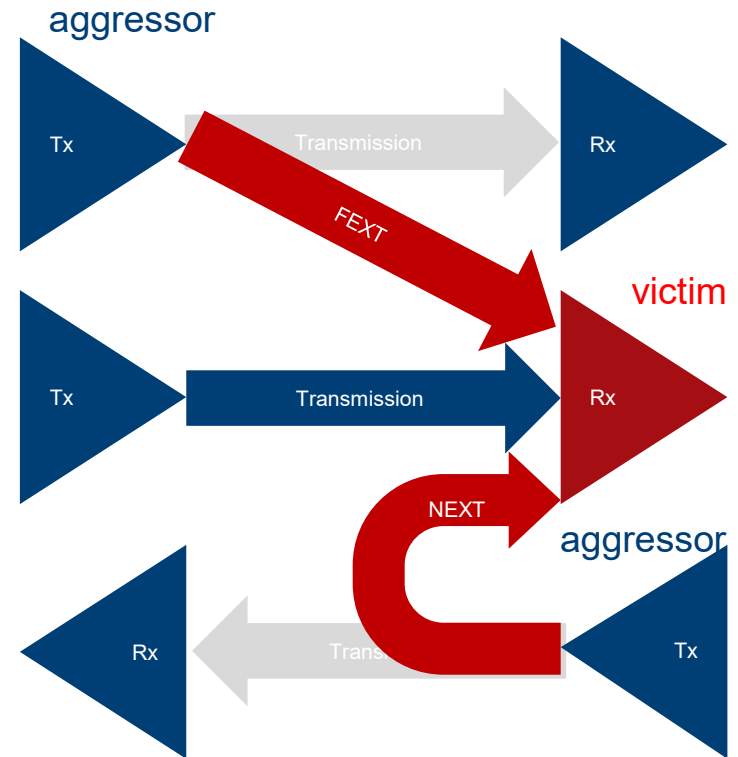 aggressor
Tx
Transmission
Rx
FEXT
victim
Tx
Transmission
Rx
NEXT
aggressor
Rx
Tx